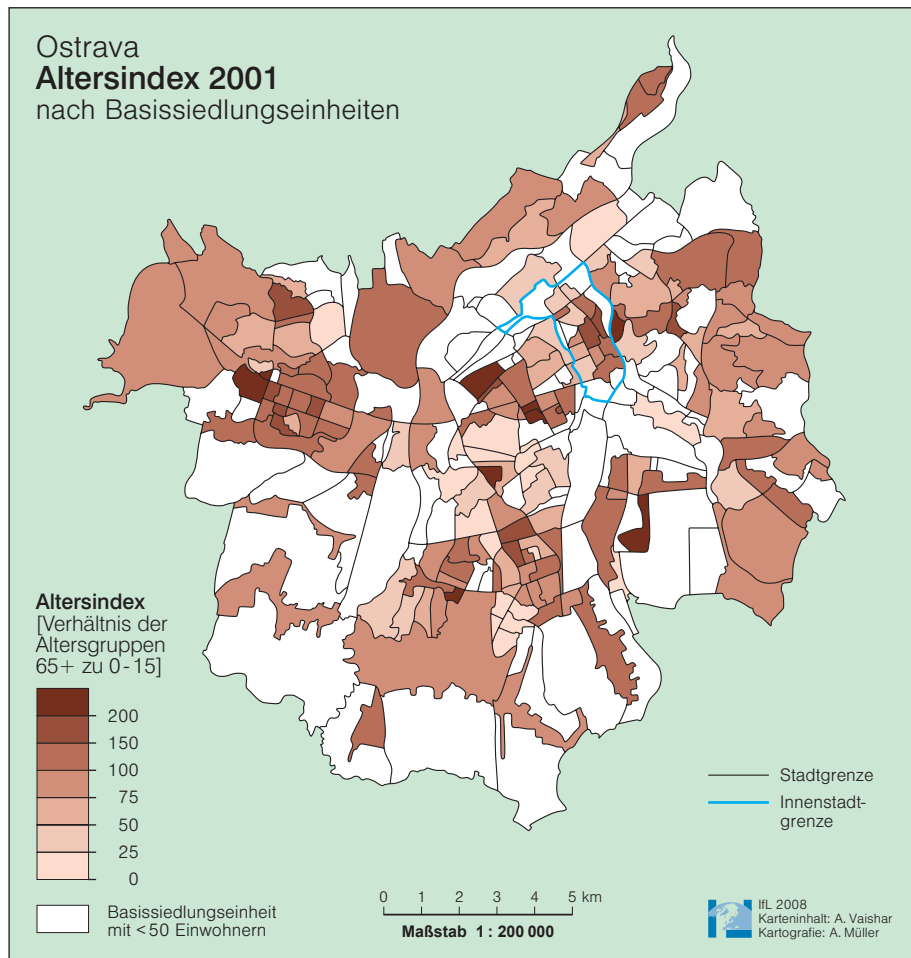 Ostrava
Altersindex 2001
nach Basissiedlungseinheiten
Altersindex
[Verhältnis der
Altersgruppen
65+ zu 0-15]
200
150
100
75
50
25
0
Basissiedlungseinheit
mit <50 Einwohnern
0 1 2 3 4 5 km
Maßstab 1 : 200 000
Stadtgrenze
Innenstadt-
grenze
IfL 2008
Karteninhalt: A. Vaishar
Kartografie: A. Müller